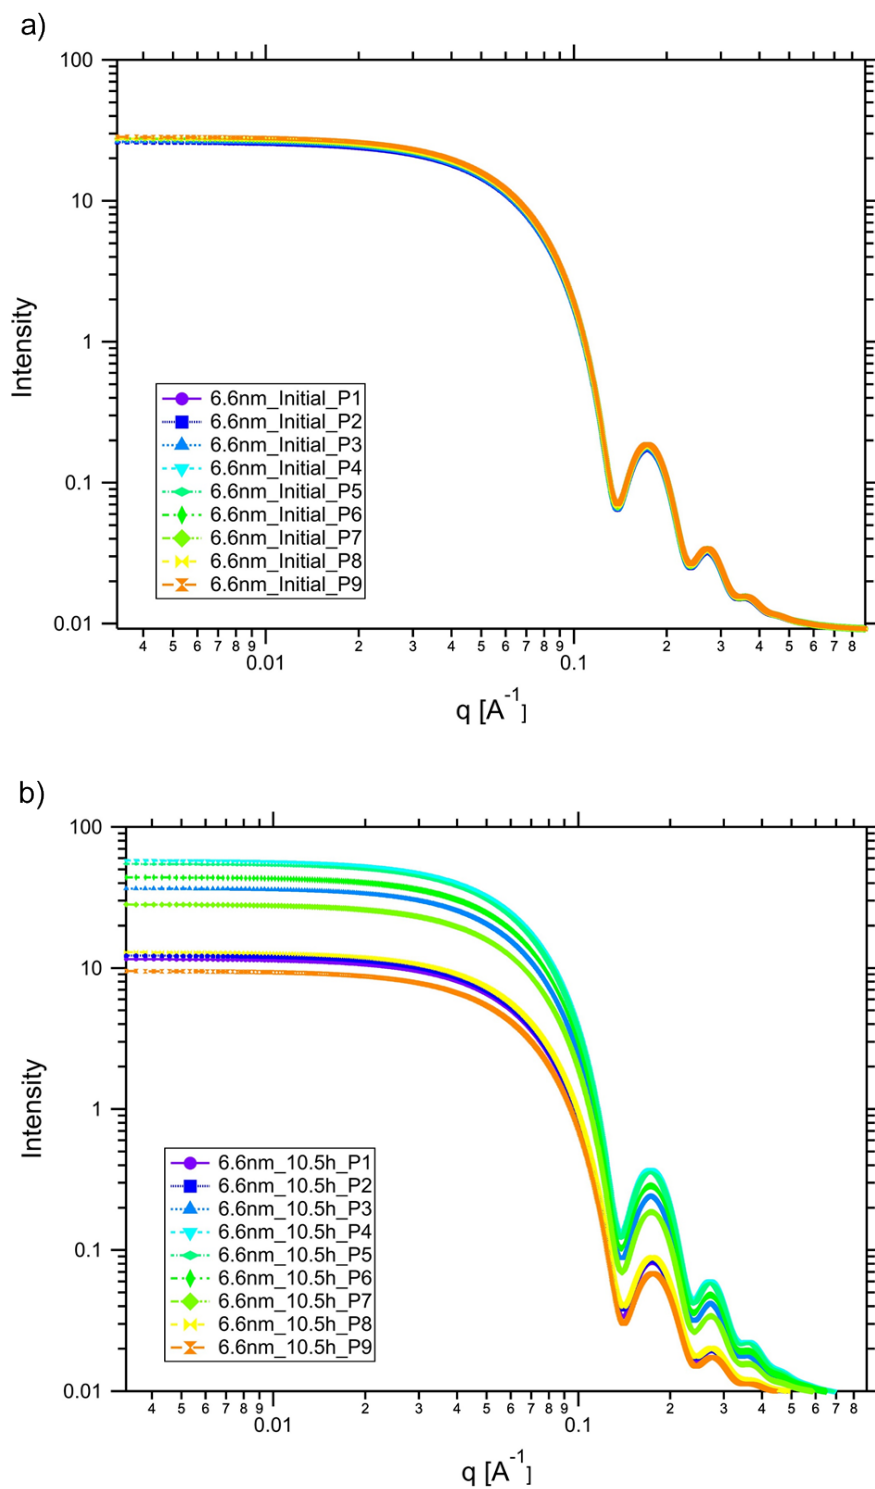 a)
100
10
1
0.1
0.01
Intensity
6.6nm_Initial_P1
6.6nm_Initial_P2
6.6nm_Initial_P3
6.6nm_Initial_P4
6.6nm_Initial_P5
6.6nm_Initial_P6
6.6nm_Initial_P7
6.6nm_Initial_P8
6.6nm_Initial_P9
4 5 6 7 8 9 2 3 4 5 6 7 8 9 2 3 4 5 6 7 8
0.01 0.1
q [A⁻¹]
b)
100
10
1
0.1
0.01
Intensity
6.6nm_10.5h_P1
6.6nm_10.5h_P2
6.6nm_10.5h_P3
6.6nm_10.5h_P4
6.6nm_10.5h_P5
6.6nm_10.5h_P6
6.6nm_10.5h_P7
6.6nm_10.5h_P8
6.6nm_10.5h_P9
4 5 6 7 8 9 2 3 4 5 6 7 8 9 2 3 4 5 6 7 8
0.01 0.1
q [A⁻¹]